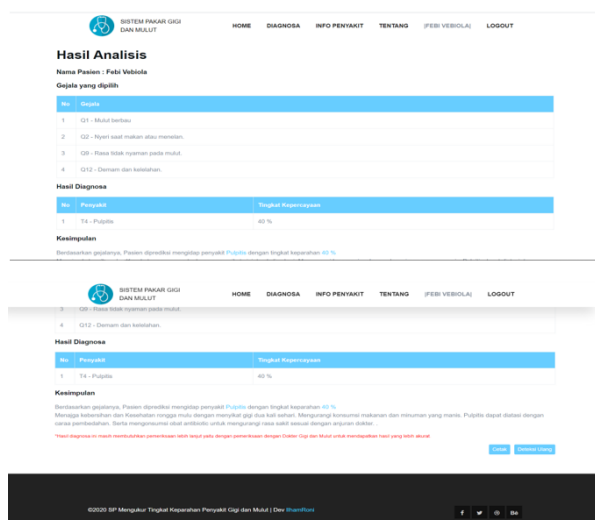 SISTEM PAKAR GIGI
DAN MULUT
HOME DIAGNOSA INFO PENYAKIT TENTANG |FEBI VEBIOLA| LOGOUT
Hasil Analisis
Nama Pasien : Febi Vebiola
Gejala yang dipilih
No Gejala
1 G1 - Mulut berbau
2 G2 - Nyeri saat makan atau menelan.
3 G9 - Rasa tidak nyaman pada mulut.
4 G12 - Demam dan kelelahan.
Hasil Diagnosa
No Penyakit Tingkat Kepercayaan
1 T4 - Pulpitis 40 %
Kesimpulan
Berdasarkan gejalanya, Pasien diprediksi mengidap penyakit Pulpitis dengan tingkat keparahan 40 %
SISTEM PAKAR GIGI
DAN MULUT
HOME DIAGNOSA INFO PENYAKIT TENTANG |FEBI VEBIOLA| LOGOUT
3 G9 - Rasa tidak nyaman pada mulut.
4 G12 - Demam dan kelelahan.
Hasil Diagnosa
No Penyakit Tingkat Kepercayaan
1 T4 - Pulpitis 40 %
Kesimpulan
Berdasarkan gejalanya, Pasien diprediksi mengidap penyakit Pulpitis dengan tingkat keparahan 40 %
Menjaga kebersihan dan Kesehatan rongga mulu dengan menyikat gigi dua kali sehari. Mengurangi konsumsi makanan dan minuman yang manis. Pulpitis dapat diatasi dengan
caraa pembedahan. Serta mengonsumsi obat antibiotis untuk mengurangi rasa sakit sesuai dengan anjuran dokter. .
*Hasil diagnosa ini masih membutuhkan pemeriksaan lebih lanjut yaitu dengan pemeriksaan dengan Dokter Gigi dan Mulut untuk mendapatkan hasil yang lebih akurat.
Cetak Deteksi Ulang
©2020 SP Mengukur Tingkat Keparahan Penyakit Gigi dan Mulut | Dev IlhamRoni